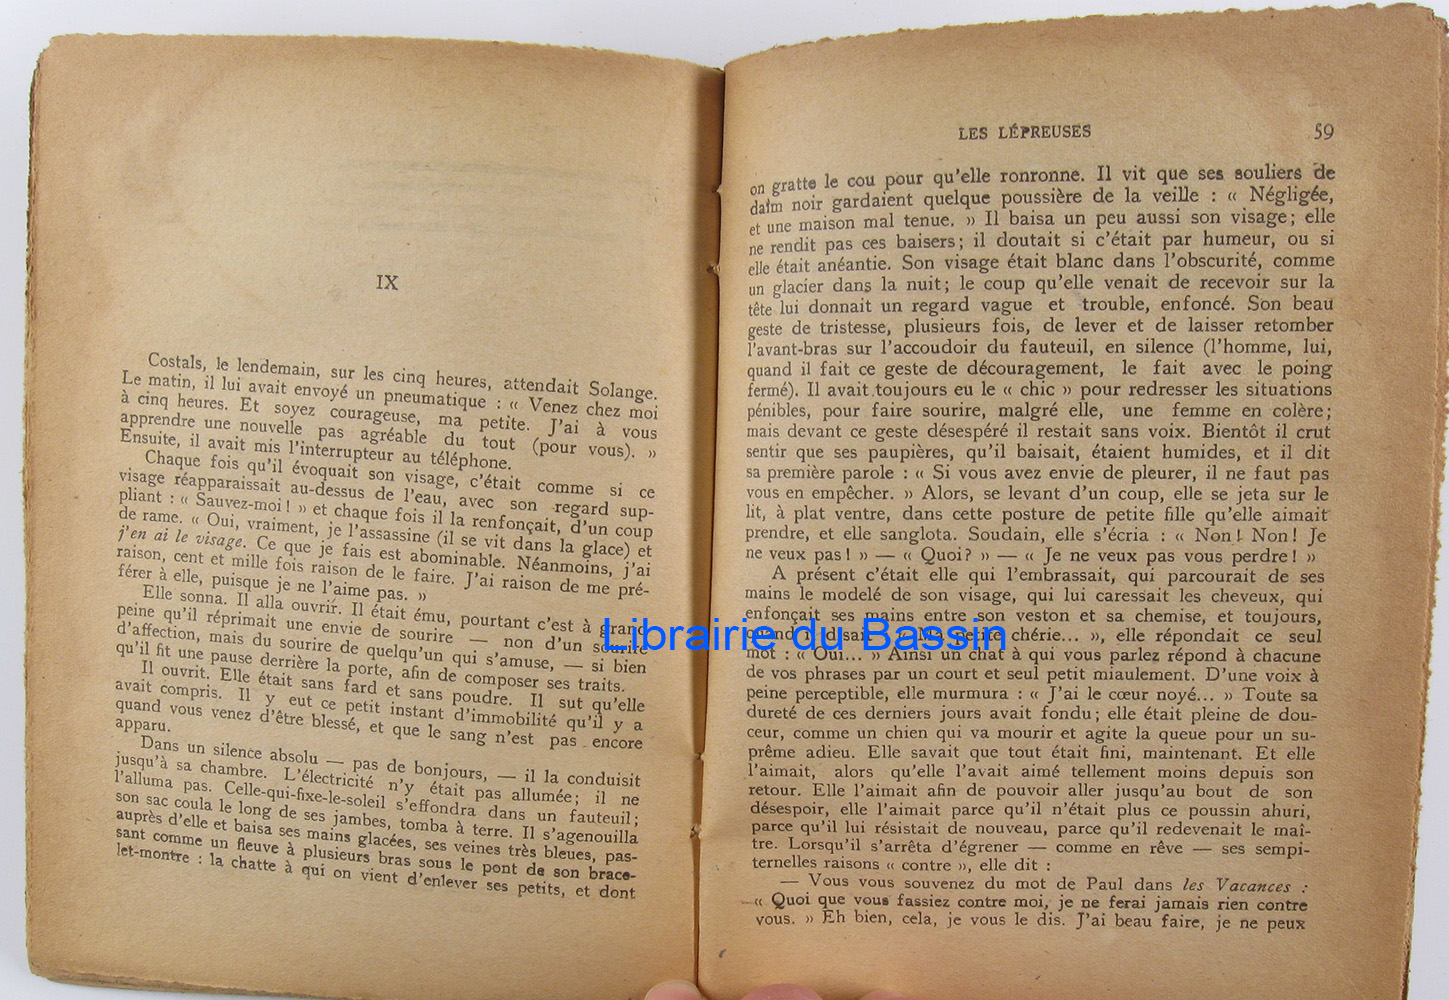 IX
Costals, le lendemain, sur les cinq heures, attendait Solange.
Le matin, il lui avait envoyé un pneumatique : « Venez chez moi
à cinq heures. Et soyez courageuse, ma petite. J'ai à vous
apprendre une nouvelle pas agréable du tout (pour vous). »
Ensuite, il avait mis l'interrupteur au téléphone.
Chaque fois qu'il évoquait son visage, c'était comme si ce
visage réapparaissait au-dessus de l'eau, avec son regard sup-
pliant : « Sauvez-moi ! » et chaque fois il la renfonçait, d'un coup
de rame. « Oui, vraiment, je l'assassine (il se vit dans la glace) et
j'en ai le visage. Ce que je fais est abominable. Néanmoins, j'ai
raison, cent et mille fois raison de le faire. J'ai raison de me pré-
férer à elle, puisque je ne l'aime pas. »
Elle sonna. Il alla ouvrir. Il était ému, pourtant c'est à grand
peine qu'il réprimait une envie de sourire — non d'un sourire
d'affection, mais du sourire de quelqu'un qui s'amuse, — si bien
qu'il fit une pause derrière la porte, afin de composer ses traits.
Il ouvrit. Elle était sans fard et sans poudre. Il sut qu'elle
avait compris. Il y eut ce petit instant d'immobilité qu'il y a
quand vous venez d'être blessé, et que le sang n'est pas encore
apparu.
Dans un silence absolu — pas de bonjours, — il la conduisit
jusqu'à sa chambre. L'électricité n'y était pas allumée; il ne
l'alluma pas. Celle-qui-fixe-le-soleil s'effondra dans un fauteuil;
son sac coula le long de ses jambes, tomba à terre. Il s'agenouilla
auprès d'elle et baisa ses mains glacées, ses veines très bleues, pas-
sant comme un fleuve à plusieurs bras sous le pont de son brace-
let-montre : la chatte à qui on vient d'enlever ses petits, et dont
LES LÉPREUSES 59
on gratte le cou pour qu'elle ronronne. Il vit que ses souliers de
daim noir gardaient quelque poussière de la veille : « Négligée,
et une maison mal tenue. » Il baisa un peu aussi son visage; elle
ne rendit pas ces baisers; il doutait si c'était par humeur, ou si
elle était anéantie. Son visage était blanc dans l'obscurité, comme
un glacier dans la nuit; le coup qu'elle venait de recevoir sur la
tête lui donnait un regard vague et trouble, enfoncé. Son beau
geste de tristesse, plusieurs fois, de lever et de laisser retomber
l'avant-bras sur l'accoudoir du fauteuil, en silence (l'homme, lui,
quand il fait ce geste de découragement, le fait avec le poing
fermé). Il avait toujours eu le « chic » pour redresser les situations
pénibles, pour faire sourire, malgré elle, une femme en colère;
mais devant ce geste désespéré il restait sans voix. Bientôt il crut
sentir que ses paupières, qu'il baisait, étaient humides, et il dit
sa première parole : « Si vous avez envie de pleurer, il ne faut pas
vous en empêcher. » Alors, se levant d'un coup, elle se jeta sur le
lit, à plat ventre, dans cette posture de petite fille qu'elle aimait
prendre, et elle sanglota. Soudain, elle s'écria : « Non ! Non ! Je
ne veux pas ! » — « Quoi ? » — « Je ne veux pas vous perdre ! »
A présent c'était elle qui l'embrassait, qui parcourait de ses
mains le modelé de son visage, qui lui caressait les cheveux, qui
enfonçait ses mains entre son veston et sa chemise, et toujours,
quand il disait : « Ma petite chérie... », elle répondait ce seul
mot : « Oui... » Ainsi un chat à qui vous parlez répond à chacune
de vos phrases par un court et seul petit miaulement. D'une voix à
peine perceptible, elle murmura : « J'ai le cœur noyé... » Toute sa
dureté de ces derniers jours avait fondu; elle était pleine de dou-
ceur, comme un chien qui va mourir et agite la queue pour un su-
prême adieu. Elle savait que tout était fini, maintenant. Et elle
l'aimait, alors qu'elle l'avait aimé tellement moins depuis son
retour. Elle l'aimait afin de pouvoir aller jusqu'au bout de son
désespoir, elle l'aimait parce qu'il n'était plus ce poussin ahuri,
parce qu'il lui résistait de nouveau, parce qu'il redevenait le maî-
tre. Lorsqu'il s'arrêta d'égrener — comme en rêve — ses sempi-
ternelles raisons « contre », elle dit :
— Vous vous souvenez du mot de Paul dans les Vacances :
« Quoi que vous fassiez contre moi, je ne ferai jamais rien contre
vous. » Eh bien, cela, je vous le dis. J'ai beau faire, je ne peux
Librairie du Bassin